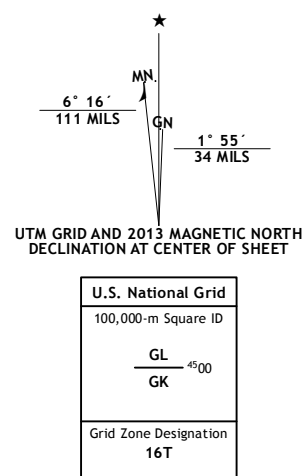 ★
MN.
GN
6° 16´
111 MILS
1° 55´
34 MILS
UTM GRID AND 2013 MAGNETIC NORTH
DECLINATION AT CENTER OF SHEET
U.S. National Grid
100,000-m Square ID
GL
4500
GK
Grid Zone Designation
16T